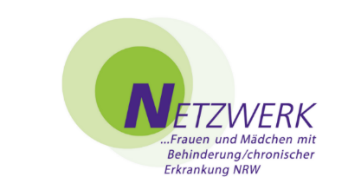 NETZWERK
...Frauen und Mädchen mit
Behinderung/chronischer
Erkrankung NRW